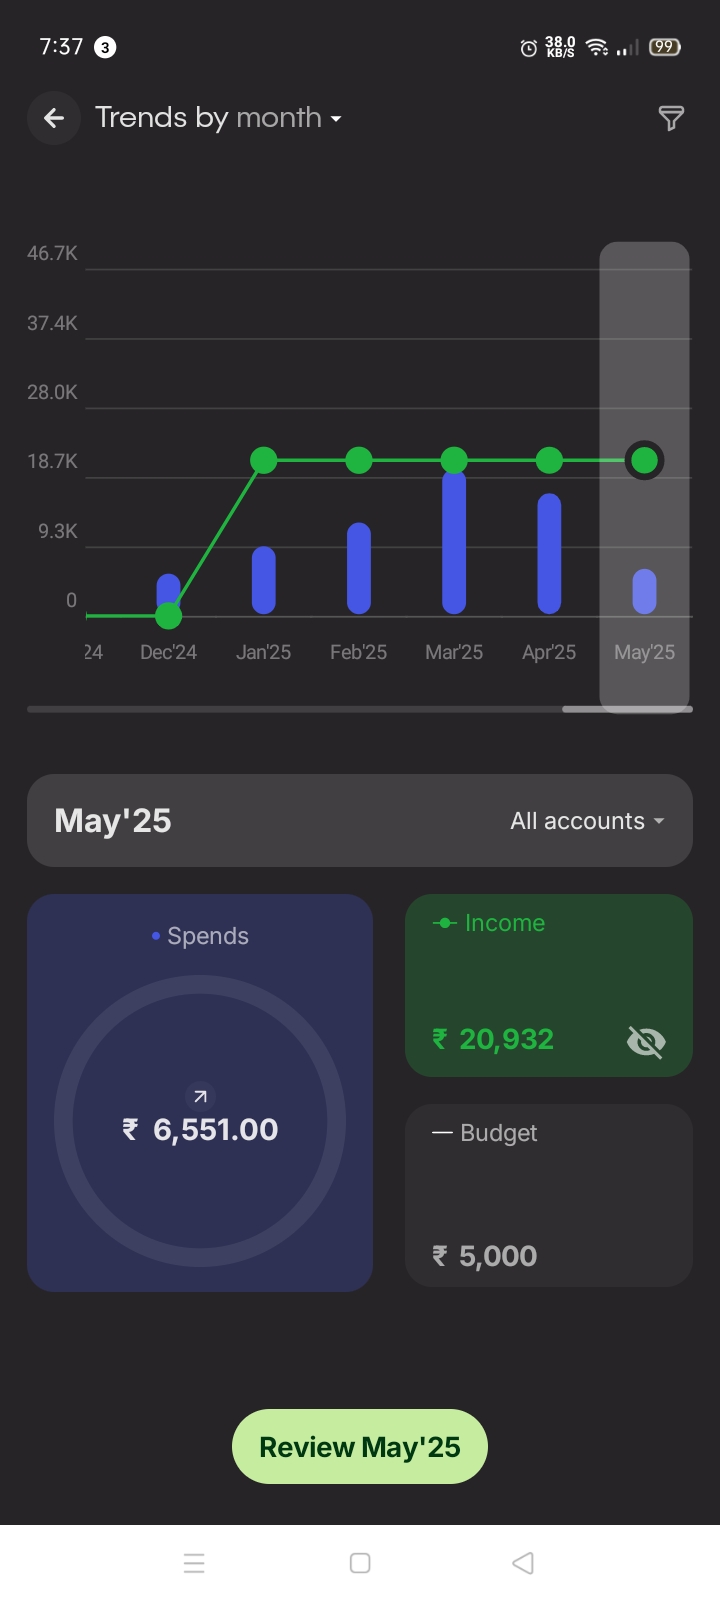 7:37 3 38.0 KB/S 99
Trends by month
46.7K
37.4K
28.0K
18.7K
9.3K
0
24 Dec'24 Jan'25 Feb'25 Mar'25 Apr'25 May'25
May'25 All accounts
Spends
₹ 6,551.00
Income
₹ 20,932
Budget
₹ 5,000
Review May'25